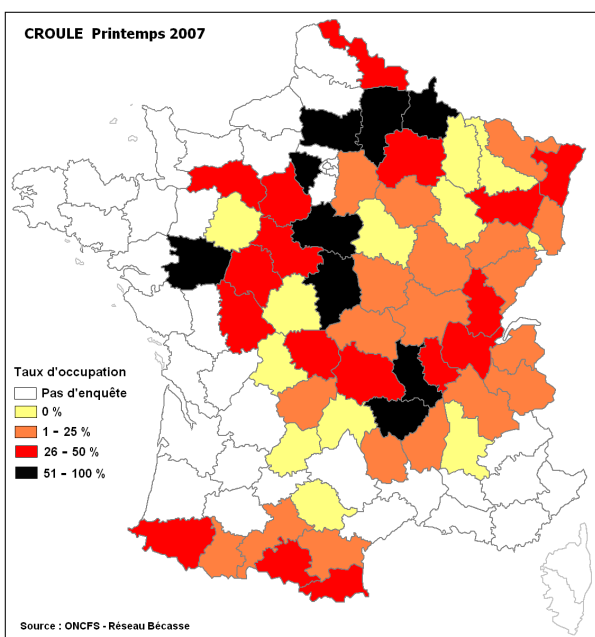 CROULE Printemps 2007
Taux d'occupation
Pas d'enquête
0 %
1 – 25 %
26 – 50 %
51 – 100 %
Source : ONCFS - Réseau Bécasse